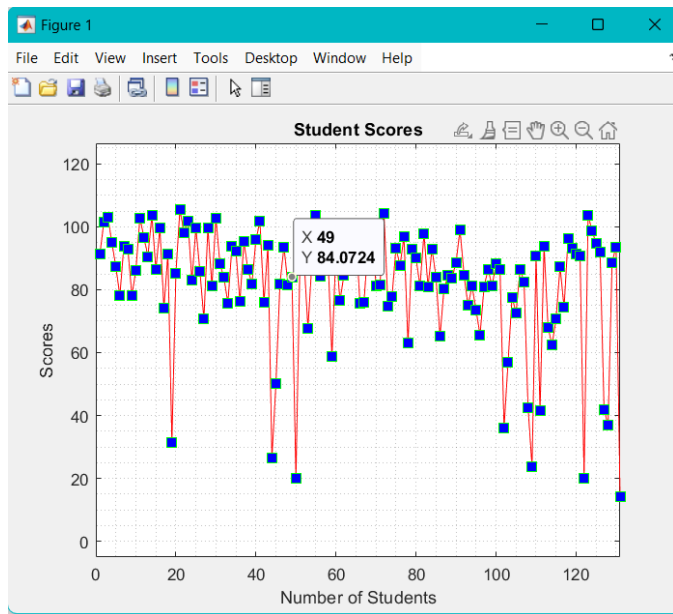 Figure 1
File Edit View Insert Tools Desktop Window Help
Student Scores
120
100
80
60
40
20
0
Scores
X 49
Y 84.0724
0 20 40 60 80 100 120
Number of Students